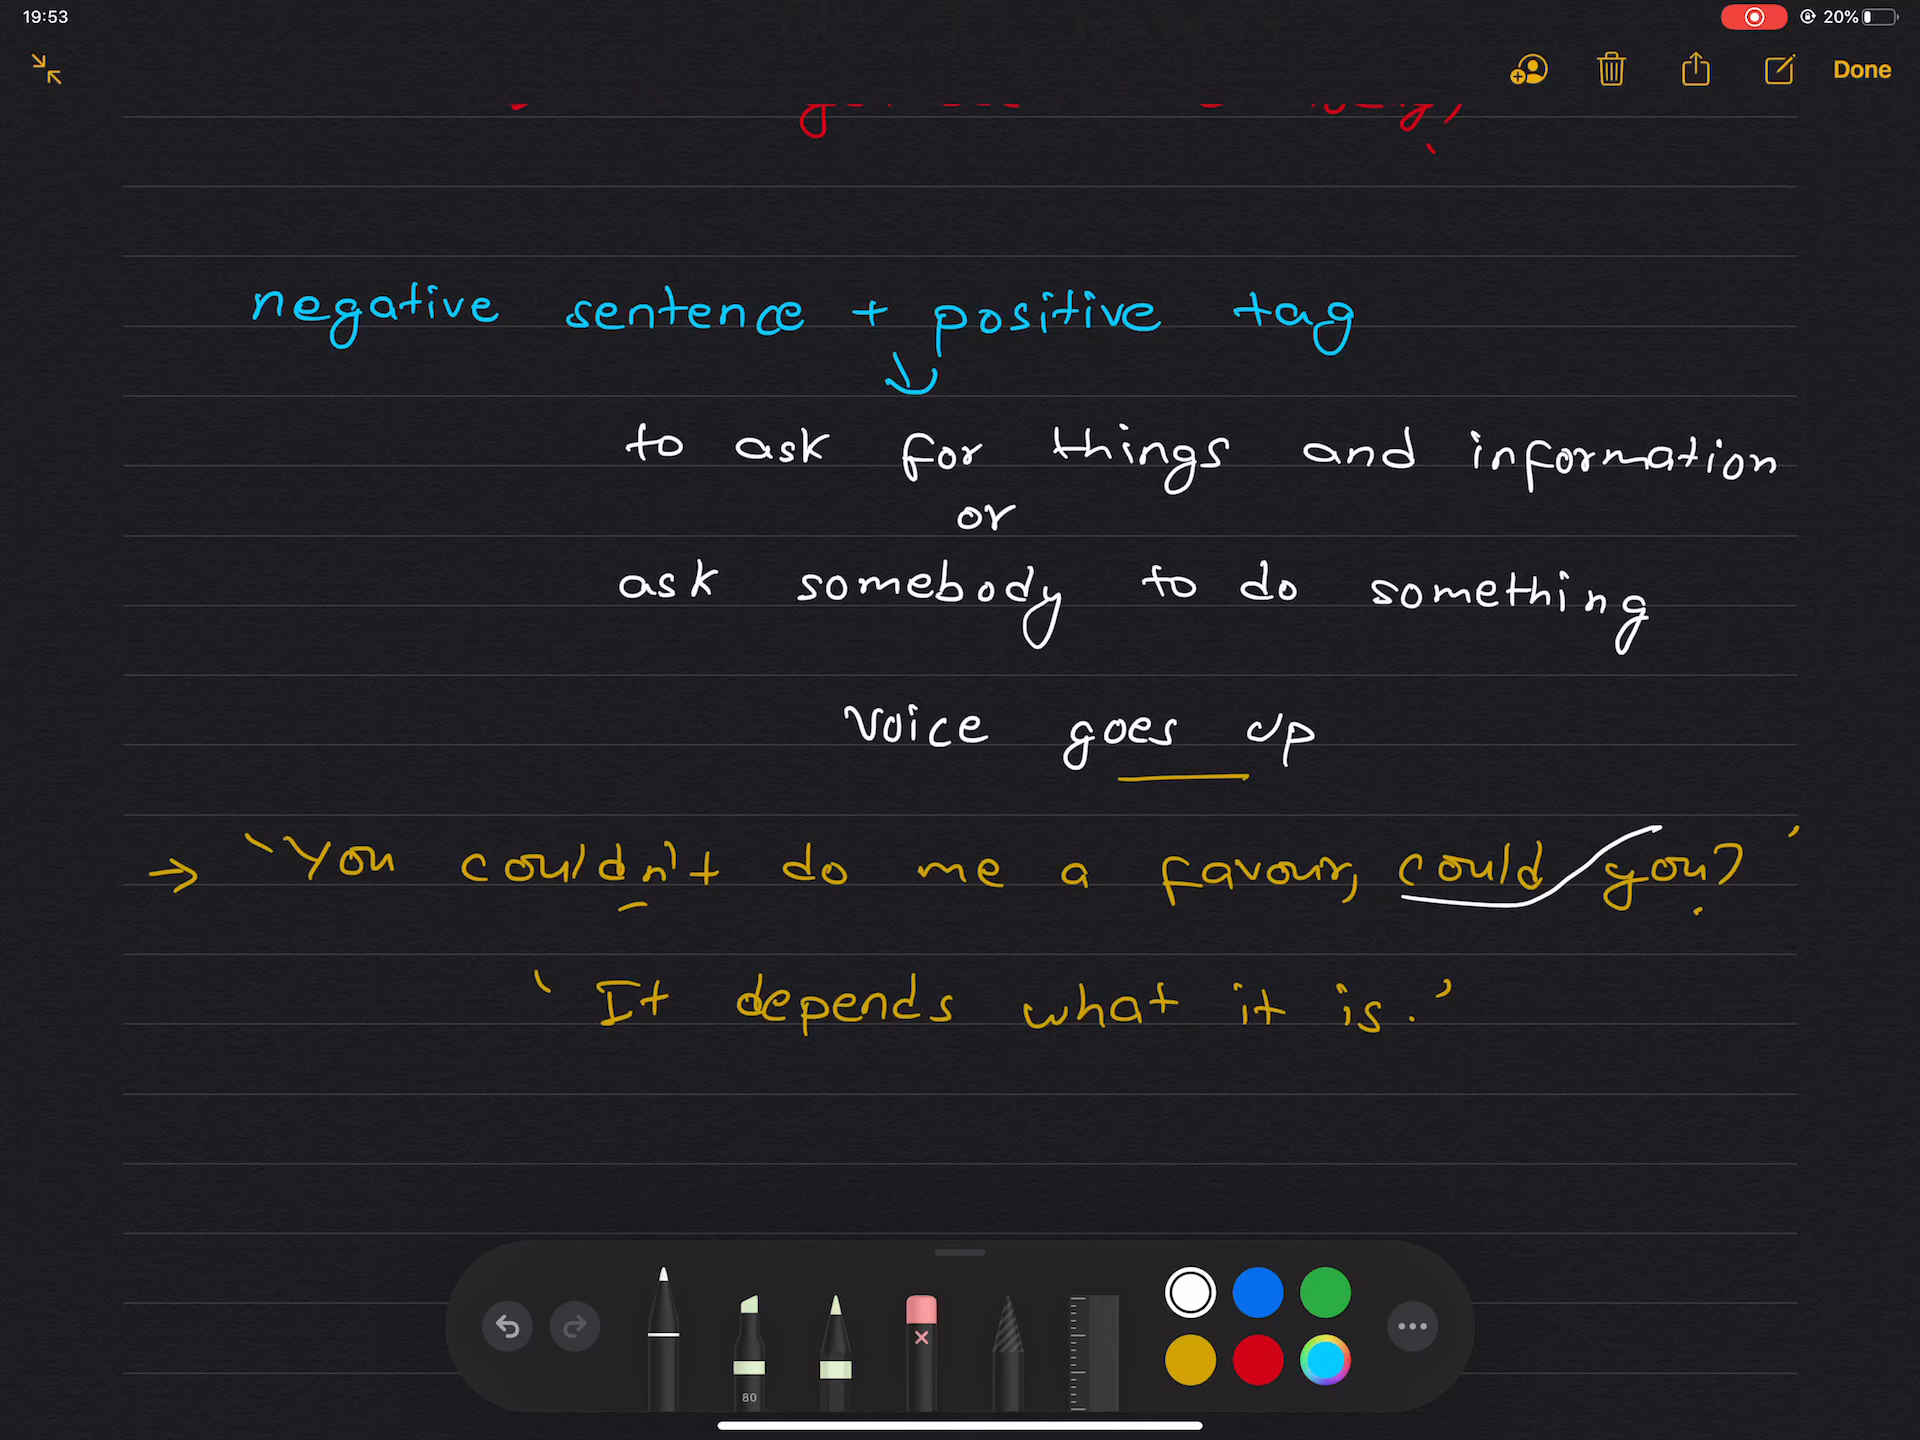 19:53
20%
Done
negative sentence + positive tag
to ask for things and information
or
ask somebody to do something
voice goes up
→ ‘You couldn't do me a favour, could you?’
‘It depends what it is.’
80